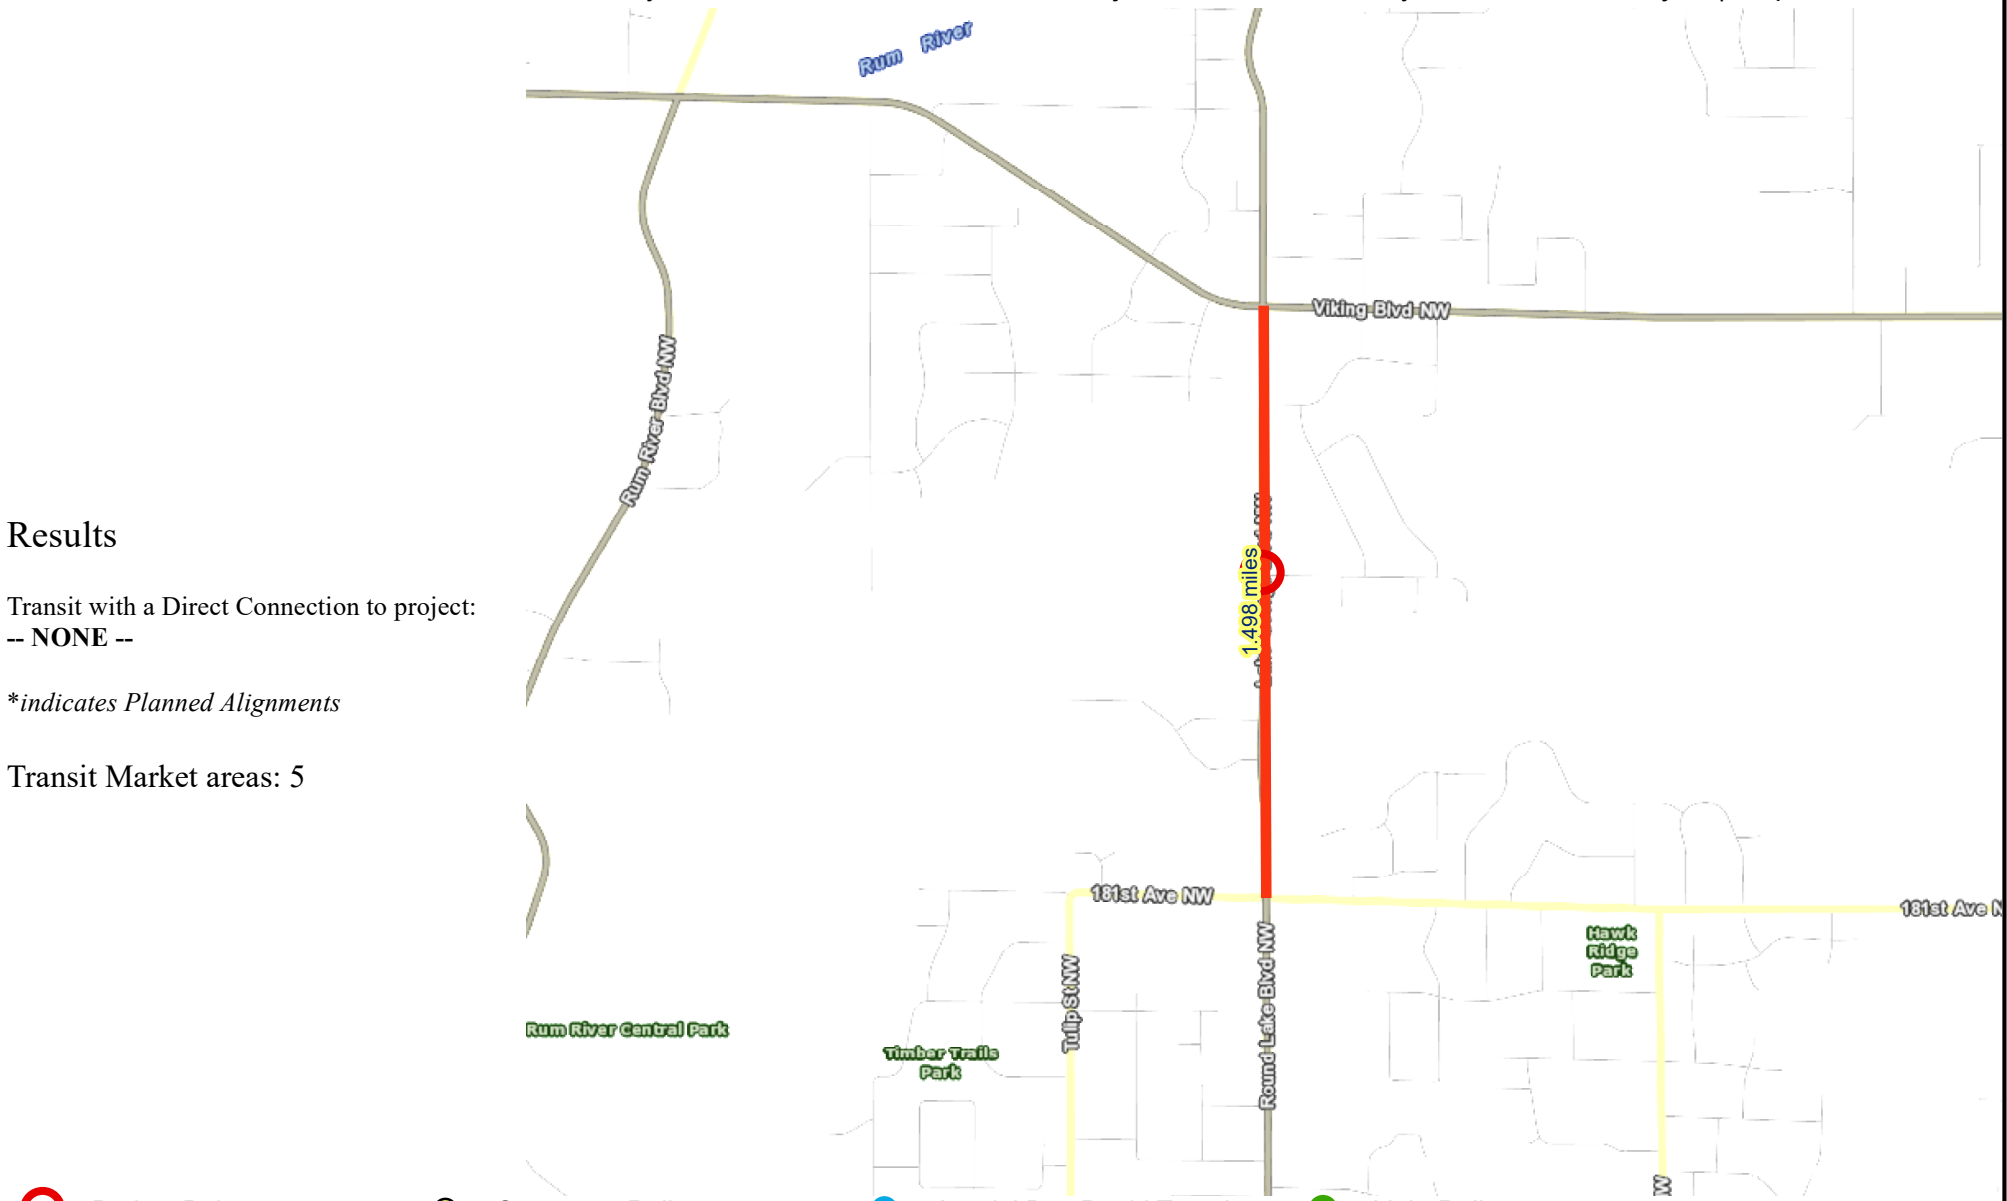 Rum River
Viking Blvd NW
Rum River Blvd NW
Results
Transit with a Direct Connection to project:
-- NONE --
*indicates Planned Alignments
Transit Market areas: 5
1.498 miles
181st Ave NW
181st Ave N
Hawk
Ridge
Park
Tulip St NW
Round Lake Blvd NW
Rum River Central Park
Timber Trails
Park